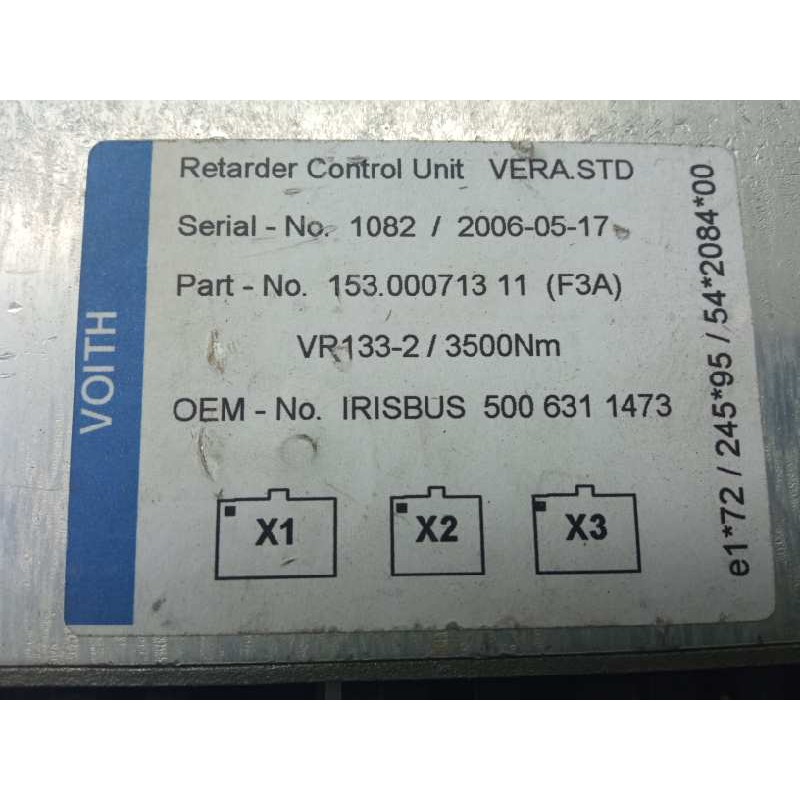 VOITH
Retarder Control Unit VERA.STD
Serial - No. 1082 / 2006-05-17
Part - No. 153.000713 11 (F3A)
VR133-2 / 3500Nm
OEM - No. IRISBUS 500 631 1473
X1 X2 X3
e1*72 / 245*95 / 54*2084*00